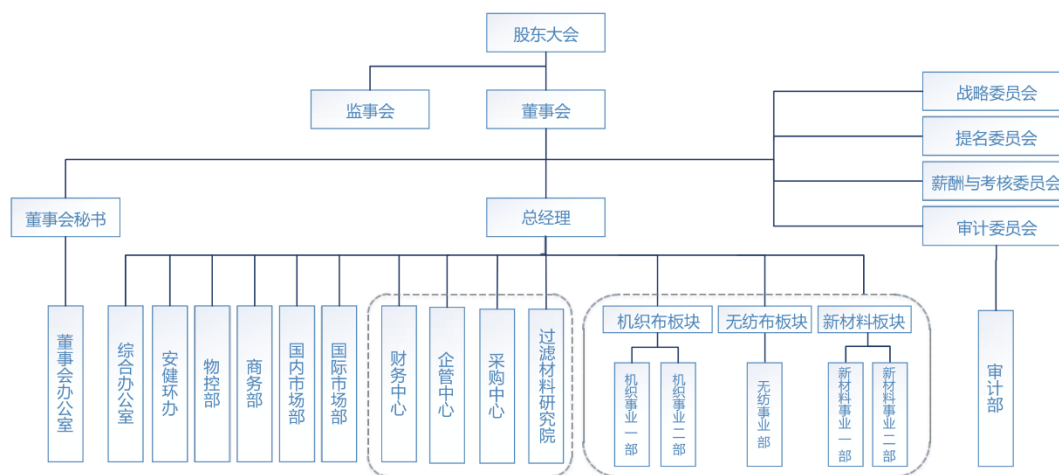 股东大会
监事会
董事会
战略委员会
提名委员会
薪酬与考核委员会
审计委员会
董事会秘书
总经理
董事会办公室
综合办公室
安健环办
物控部
商务部
国内市场部
国际市场部
财务中心
企管中心
采购中心
过滤材料研究院
机织布板块
无纺布板块
新材料板块
机织事业一部
机织事业二部
无纺事业部
新材料事业一部
新材料事业二部
审计部